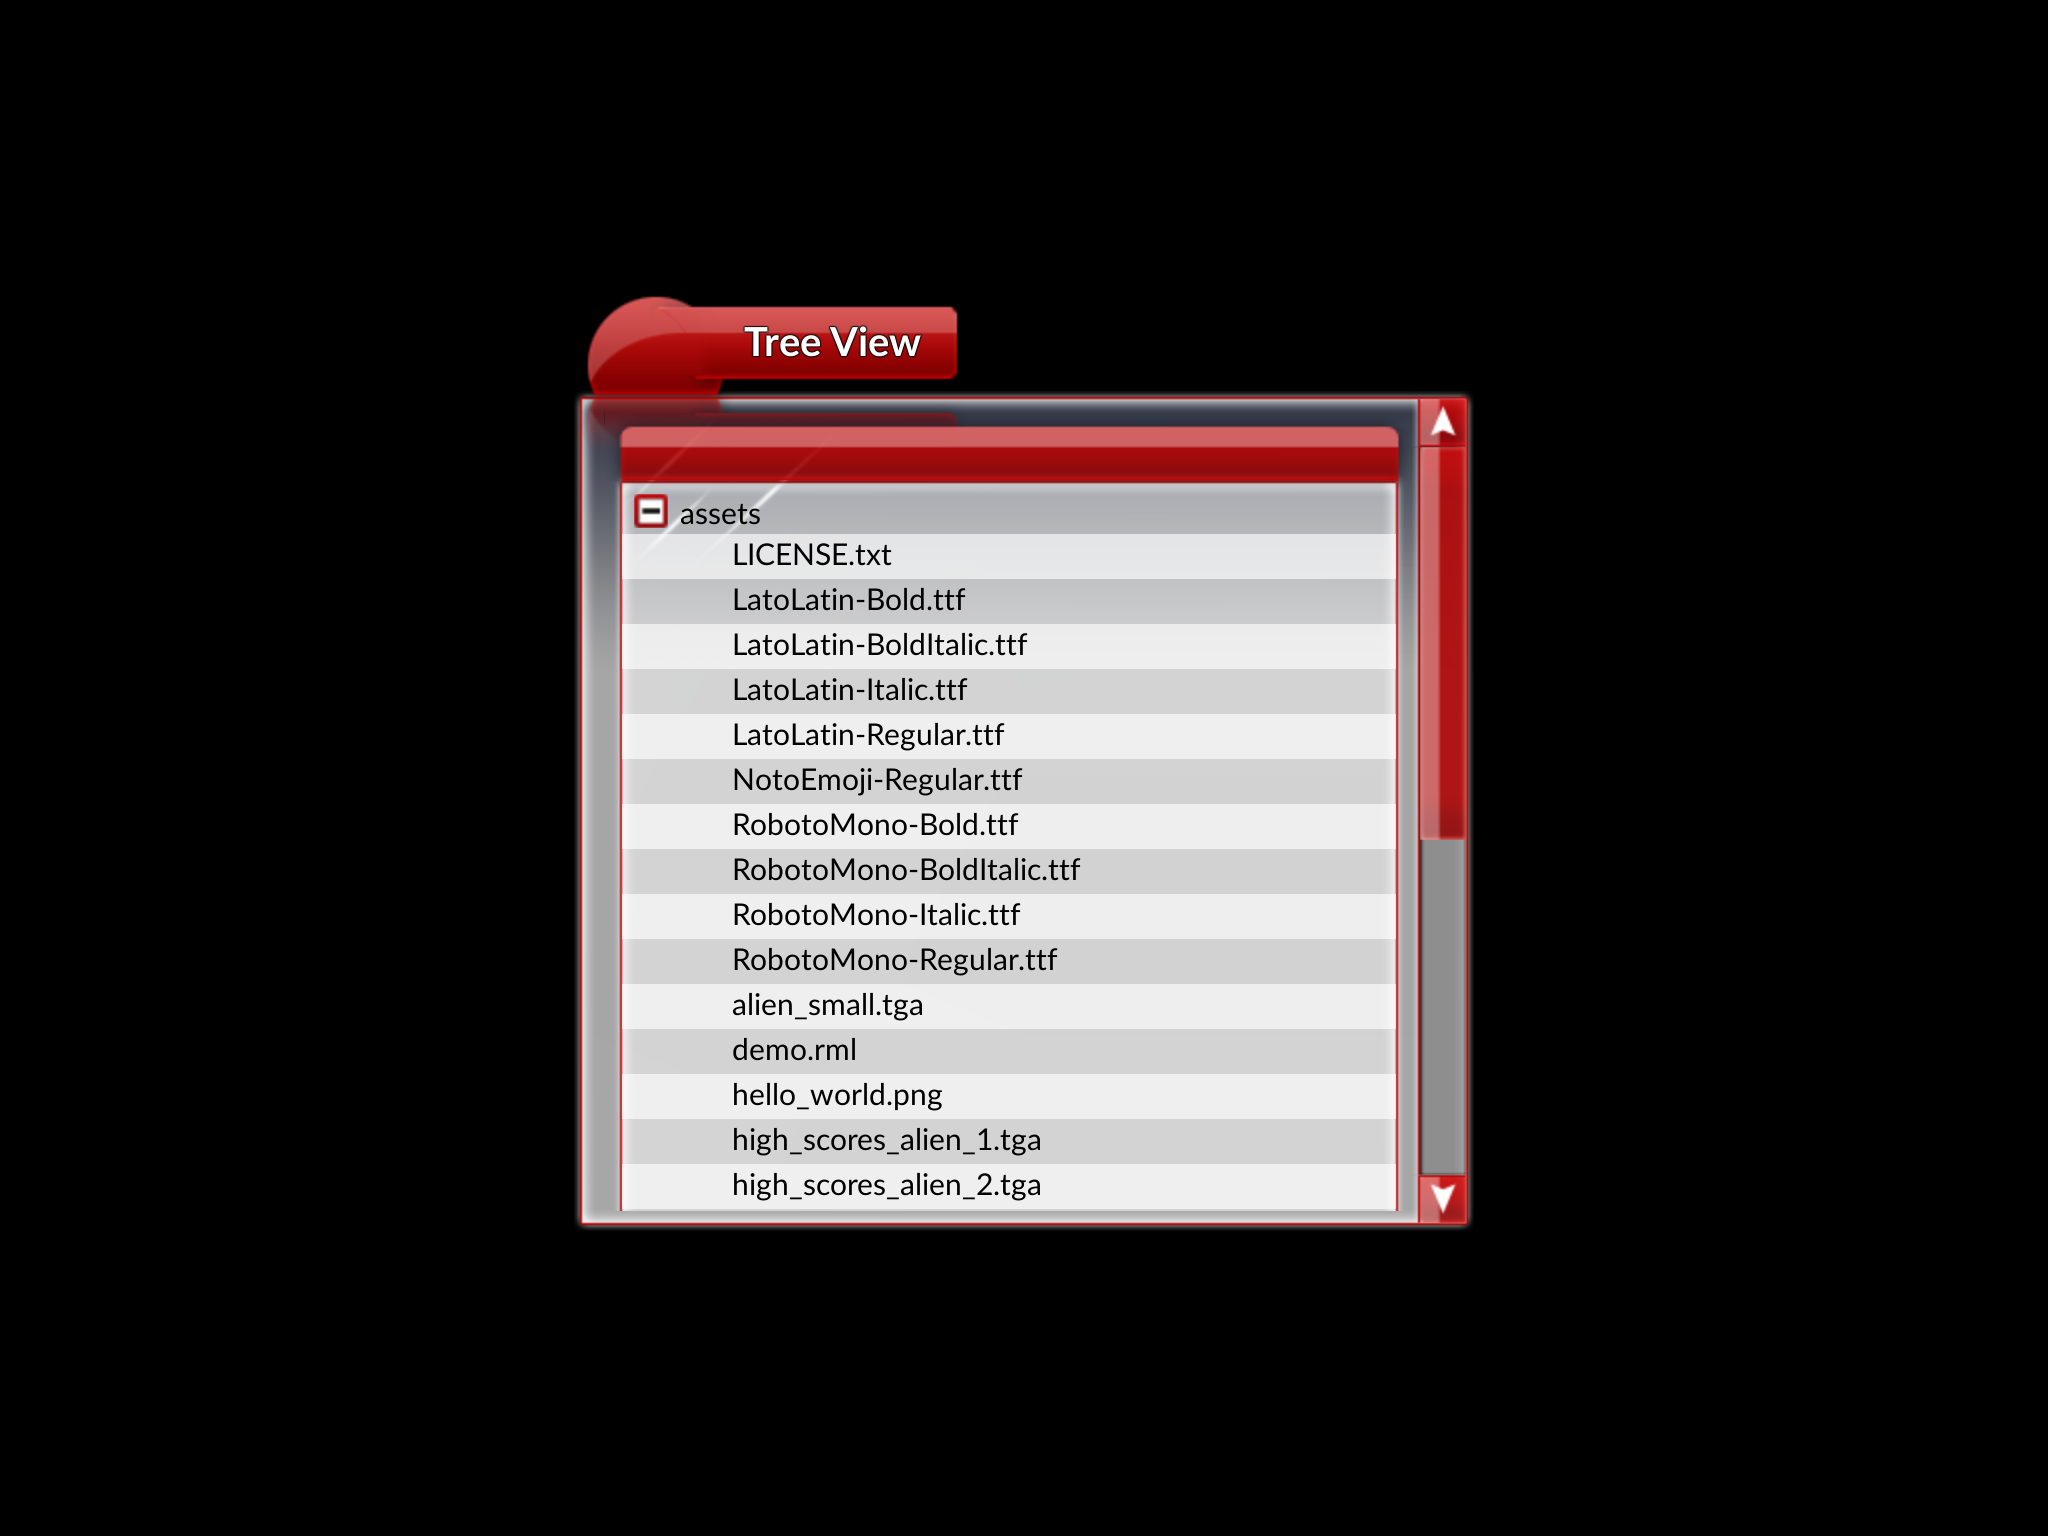 Tree View
assets
LICENSE.txt
LatoLatin-Bold.ttf
LatoLatin-BoldItalic.ttf
LatoLatin-Italic.ttf
LatoLatin-Regular.ttf
NotoEmoji-Regular.ttf
RobotoMono-Bold.ttf
RobotoMono-BoldItalic.ttf
RobotoMono-Italic.ttf
RobotoMono-Regular.ttf
alien_small.tga
demo.rml
hello_world.png
high_scores_alien_1.tga
high_scores_alien_2.tga